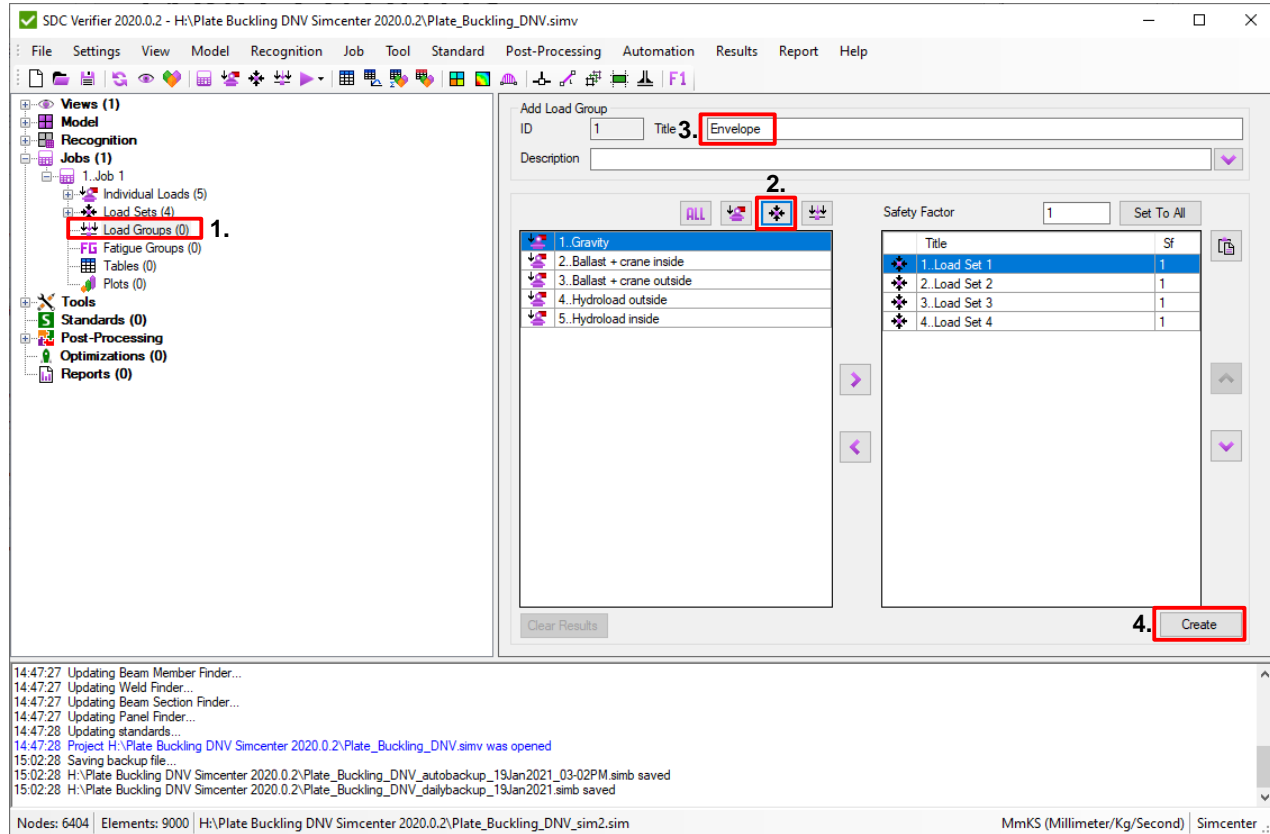 SDC Verifier 2020.0.2 - H:\Plate Buckling DNV Simcenter 2020.0.2\Plate_Buckling_DNV.simv
File Settings View Model Recognition Job Tool Standard Post-Processing Automation Results Report Help
F1
Views (1)
Model
Recognition
Jobs (1)
1..Job 1
Individual Loads (5)
Load Sets (4)
Load Groups (0) 1.
FG Fatigue Groups (0)
Tables (0)
Plots (0)
Tools
S Standards (0)
Post-Processing
Optimizations (0)
Reports (0)
Add Load Group
ID 1 Title 3. Envelope
Description
2.
ALL
Safety Factor 1 Set To All
1..Gravity
2..Ballast + crane inside
3..Ballast + crane outside
4..Hydroload outside
5..Hydroload inside
Title Sf
1..Load Set 1 1
2..Load Set 2 1
3..Load Set 3 1
4..Load Set 4 1
Clear Results
4. Create
14:47:27 Updating Beam Member Finder...
14:47:27 Updating Weld Finder...
14:47:27 Updating Beam Section Finder...
14:47:27 Updating Panel Finder...
14:47:28 Updating standards...
14:47:28 Project H:\Plate Buckling DNV Simcenter 2020.0.2\Plate_Buckling_DNV.simv was opened
15:02:28 Saving backup file...
15:02:28 H:\Plate Buckling DNV Simcenter 2020.0.2\Plate_Buckling_DNV_autobackup_19Jan2021_03-02PM.simb saved
15:02:28 H:\Plate Buckling DNV Simcenter 2020.0.2\Plate_Buckling_DNV_dailybackup_19Jan2021.simb saved
Nodes: 6404 Elements: 9000 H:\Plate Buckling DNV Simcenter 2020.0.2\Plate_Buckling_DNV_sim2.sim MmKS (Millimeter/Kg/Second) Simcenter